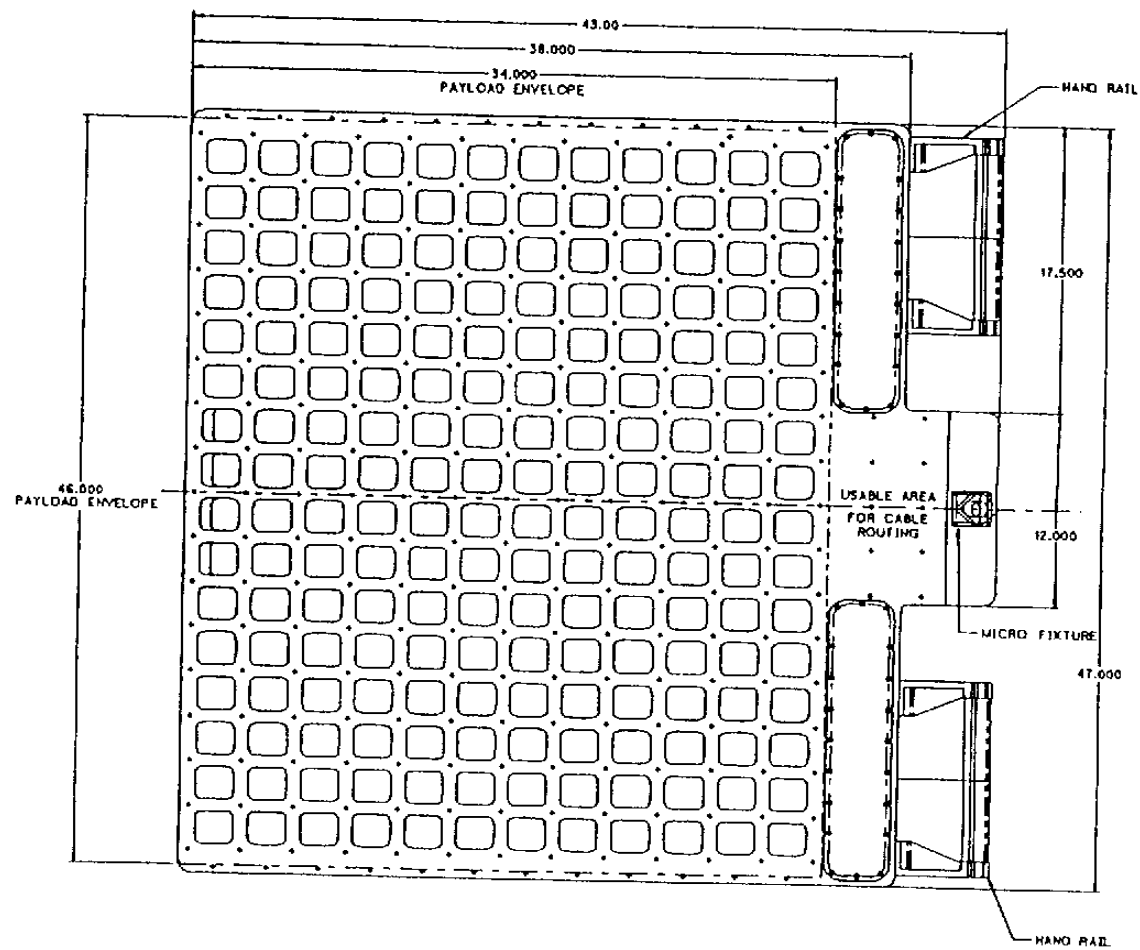 43.00
38.000
34.000
PAYLOAD ENVELOPE
HAND RAIL
17.500
46.000
PAYLOAD ENVELOPE
USABLE AREA
FOR CABLE
ROUTING
12.000
MICRO FIXTURE
47.000
HAND RAIL